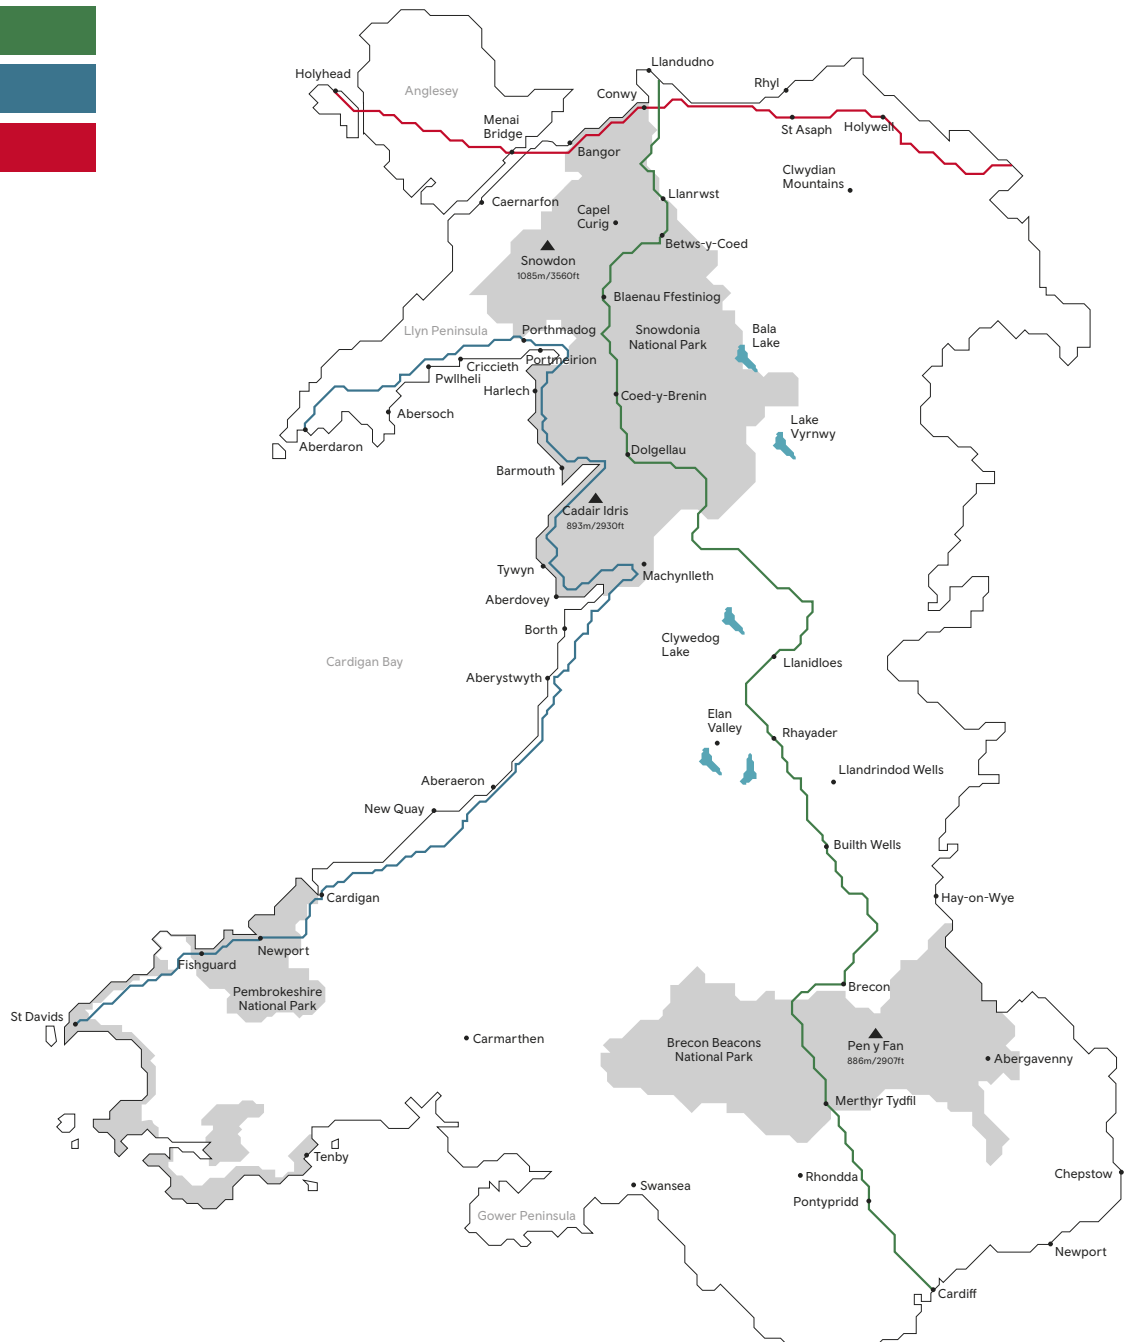 Llandudno
Holyhead
Rhyl
Anglesey
Conwy
Menai
Bridge
St Asaph
Holywell
Bangor
Clwydian
Mountains
Llanrwst
Caernarfon
Capel
Curig
Betws-y-Coed
Snowdon
1085m/3560ft
Blaenau Ffestiniog
Llyn Peninsula
Porthmadog
Snowdonia
National Park
Bala
Lake
Portmeirion
Criccieth
Pwllheli
Harlech
Coed-y-Brenin
Abersoch
Lake
Vyrnwy
Aberdaron
Dolgellau
Barmouth
Cadair Idris
893m/2930ft
Tywyn
Machynlleth
Aberdovey
Borth
Clywedog
Lake
Cardigan Bay
Llanidloes
Aberystwyth
Elan
Valley
Rhayader
Llandrindod Wells
Aberaeron
New Quay
Builth Wells
Cardigan
Hay-on-Wye
Newport
Fishguard
Brecon
Pembrokeshire
National Park
St Davids
Carmarthen
Brecon Beacons
National Park
Pen y Fan
886m/2907ft
Abergavenny
Merthyr Tydfil
Tenby
Rhondda
Chepstow
Swansea
Pontypridd
Gower Peninsula
Newport
Cardiff